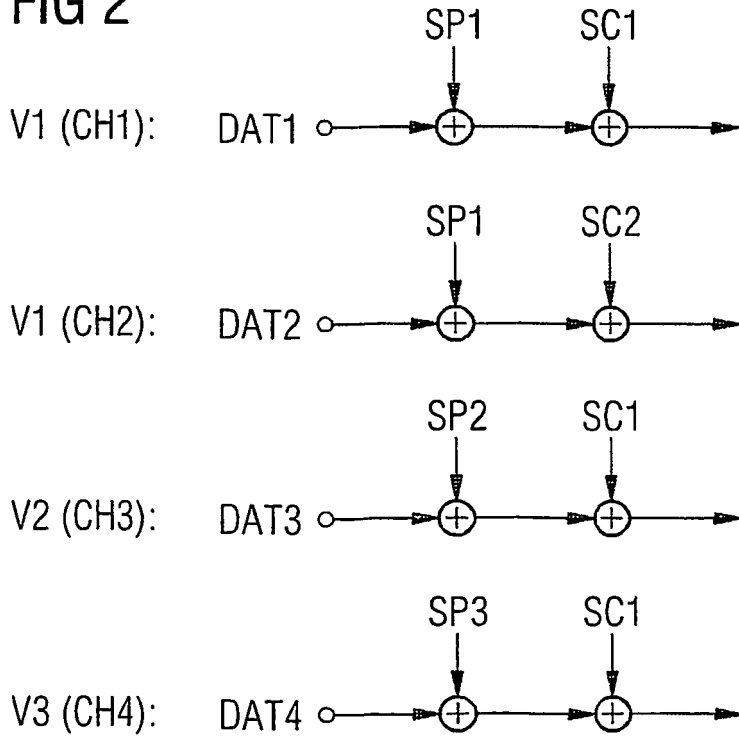 FIG 2
SP1 SC1
V1 (CH1): DAT1
SP1 SC2
V1 (CH2): DAT2
SP2 SC1
V2 (CH3): DAT3
SP3 SC1
V3 (CH4): DAT4